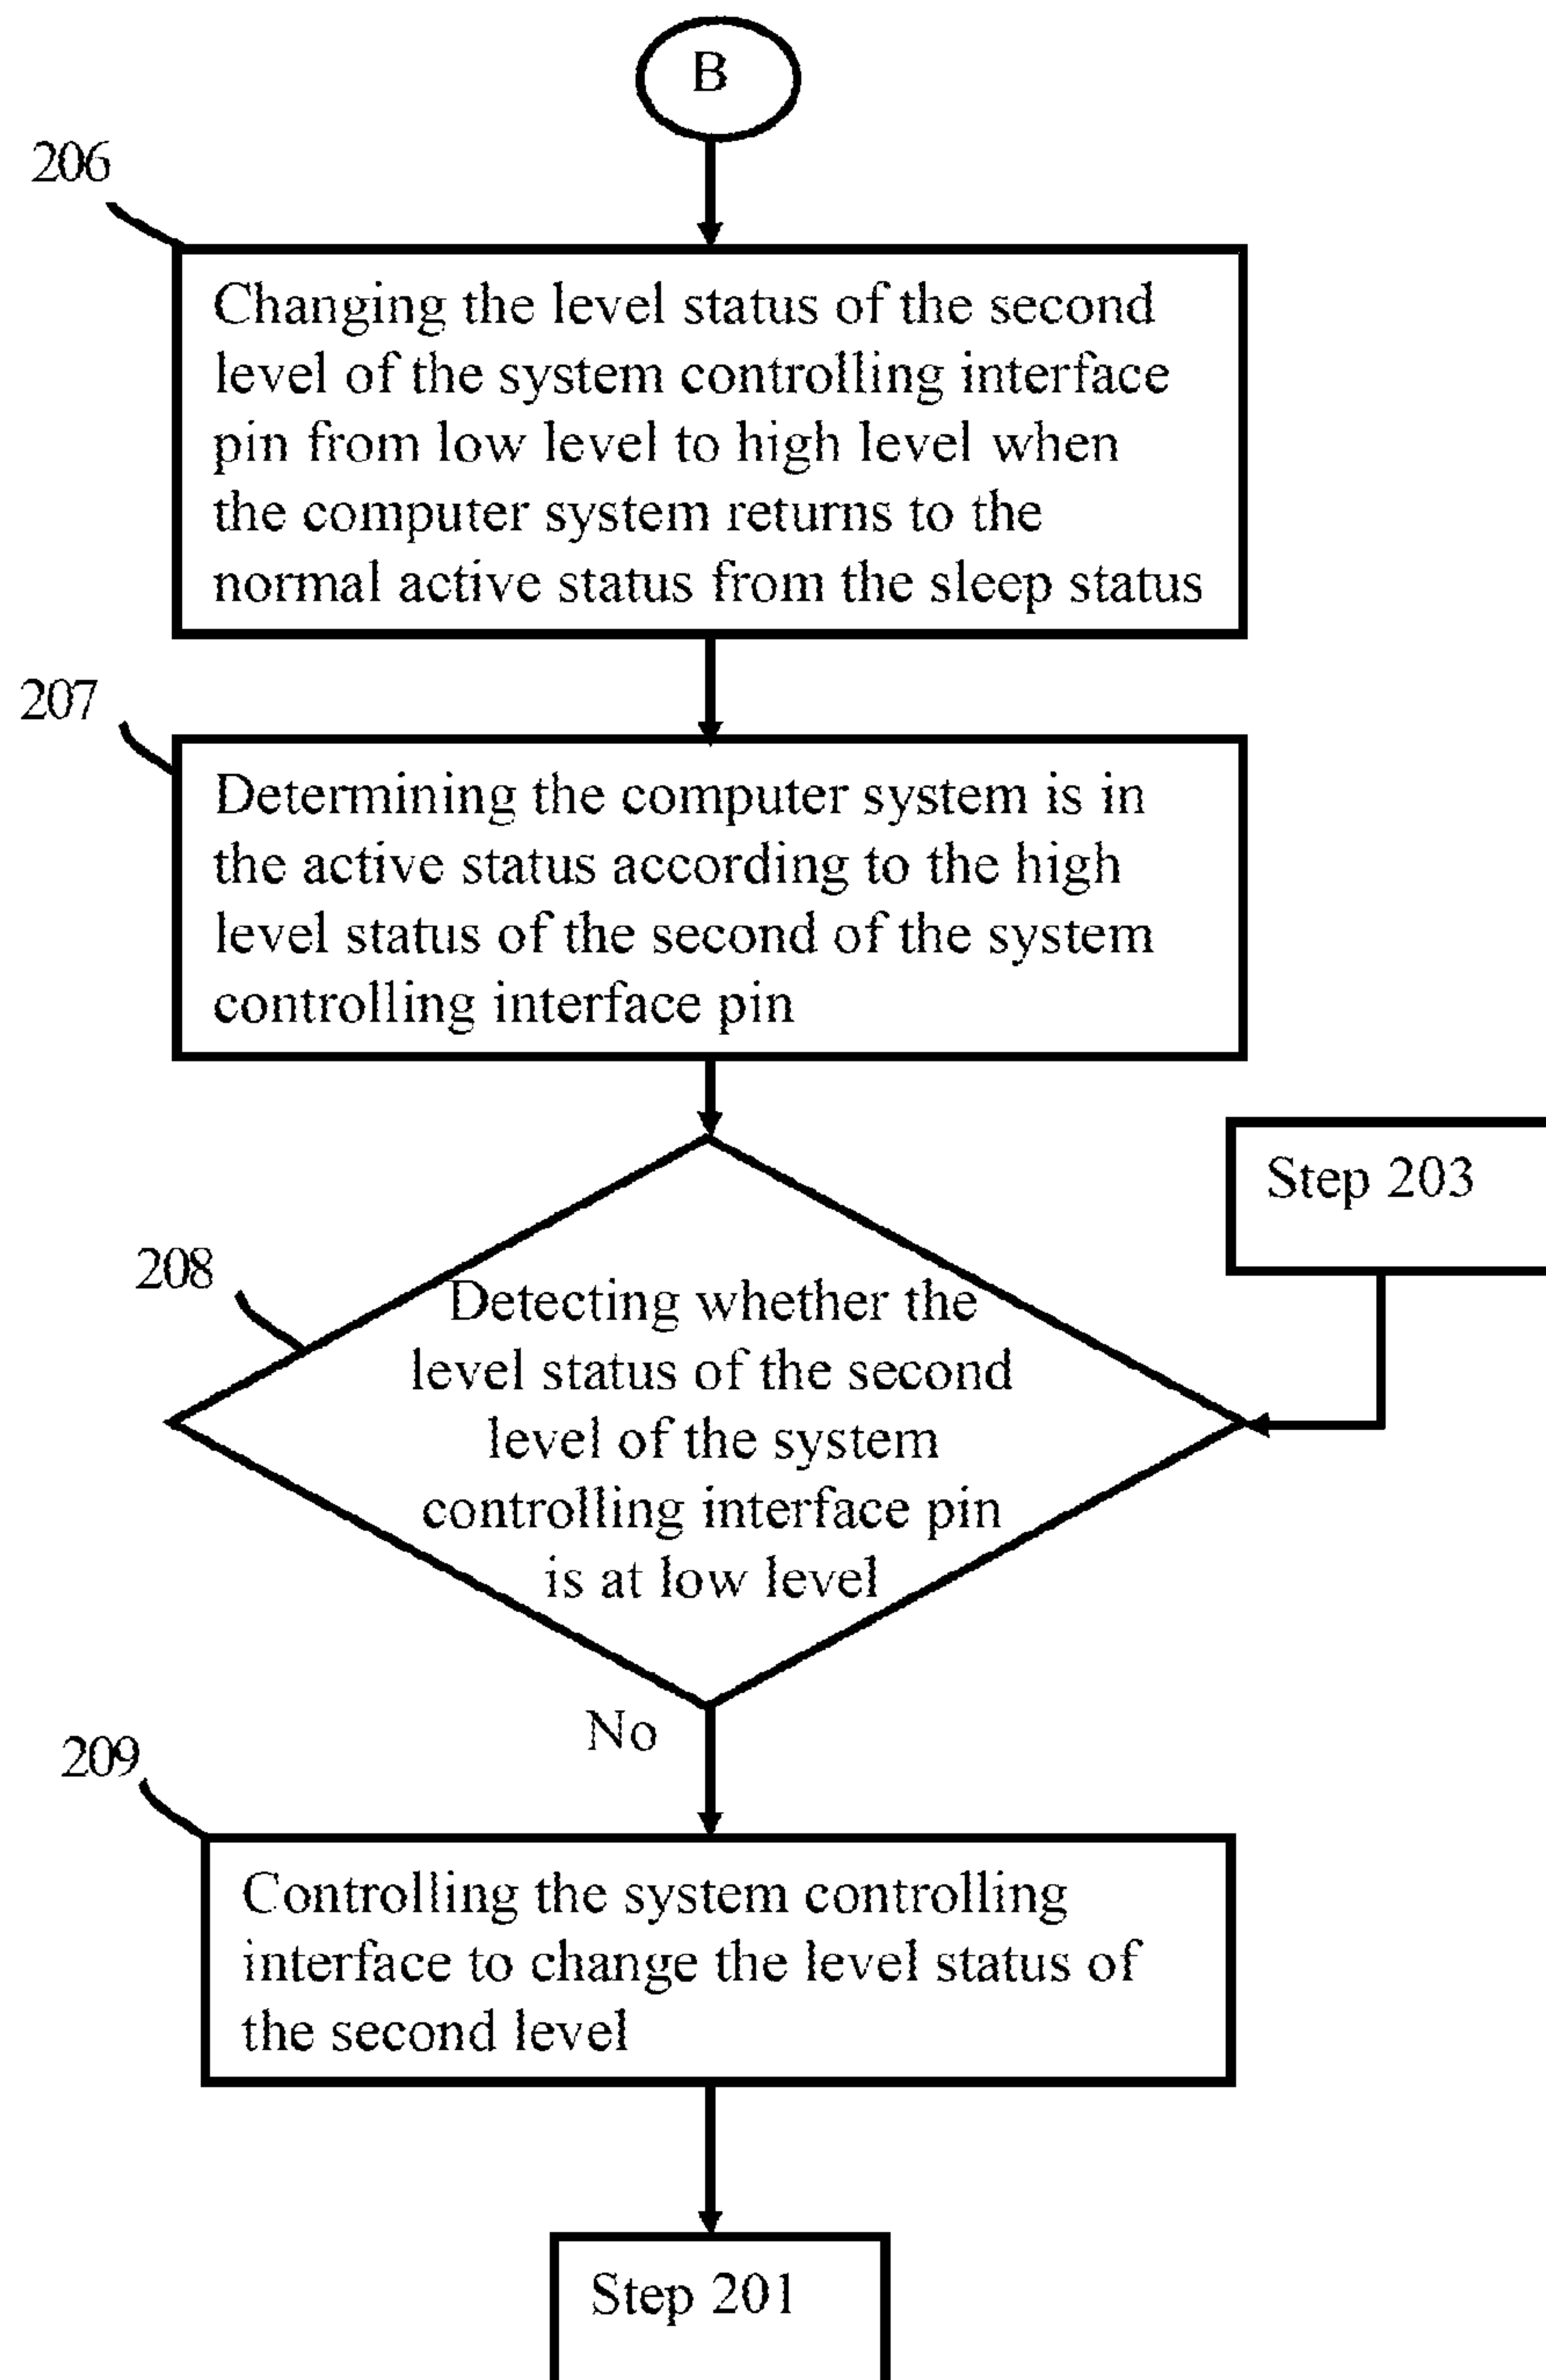 B
206
Changing the level status of the second
level of the system controlling interface
pin from low level to high level when
the computer system returns to the
normal active status from the sleep status
207
Determining the computer system is in
the active status according to the high
level status of the second of the system
controlling interface pin
Step 203
208
Detecting whether the
level status of the second
level of the system
controlling interface pin
is at low level
No
209
Controlling the system controlling
interface to change the level status of
the second level
Step 201